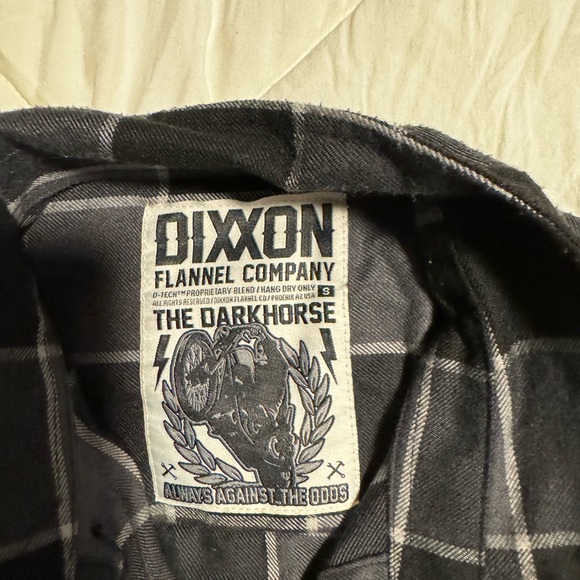 DIXXON
FLANNEL COMPANY
D-TECH™ PROPRIETARY BLEND / HANG DRY ONLY S
ALL RIGHTS RESERVED / DIXXON FLANNEL CO. / PHOENIX AZ USA
THE DARKHORSE
ALWAYS AGAINST THE ODDS